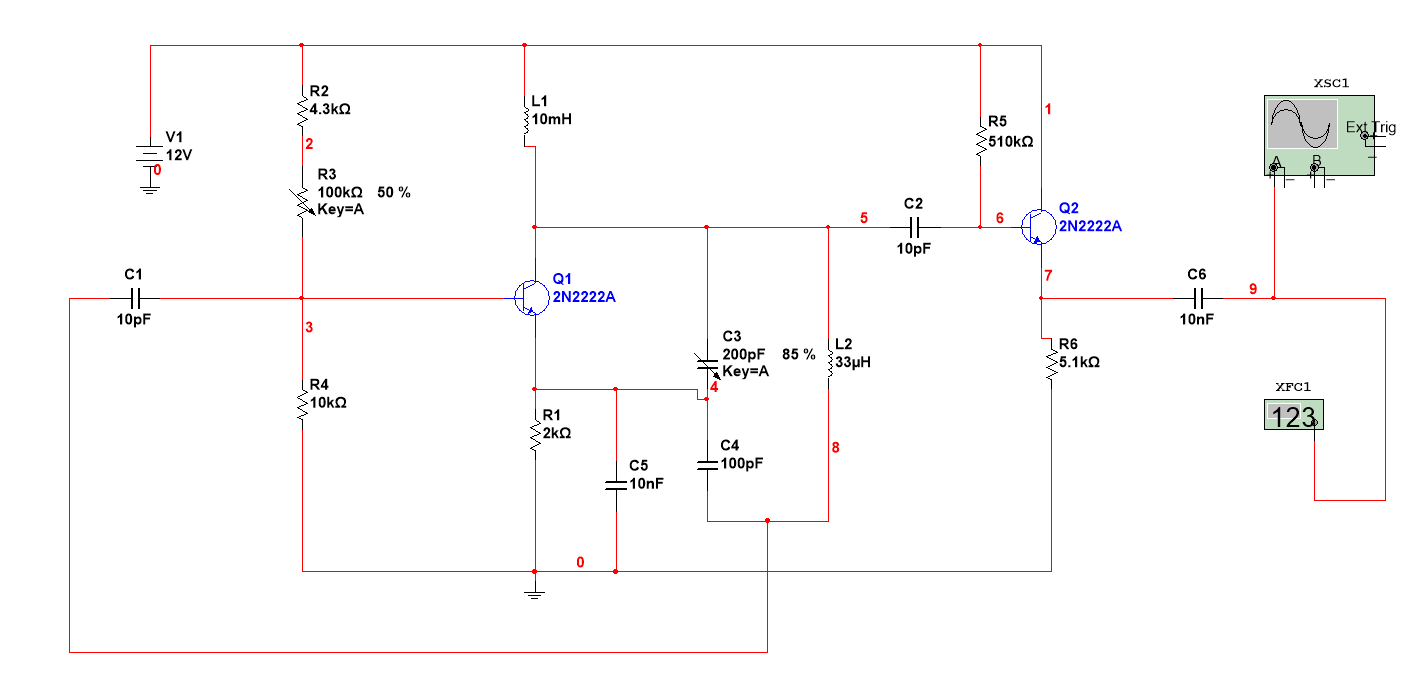 XSC1
Ext Trig
A
B
V1
12V
0
R2
4.3kΩ
2
R3
100kΩ 50 %
Key=A
L1
10mH
R5
510kΩ
1
C2
10pF
5
6
Q2
2N2222A
7
C1
10pF
3
Q1
2N2222A
C6
10nF
9
C3
200pF 85 %
Key=A
4
L2
33µH
R6
5.1kΩ
R4
10kΩ
R1
2kΩ
C5
10nF
C4
100pF
8
0
XFC1
123